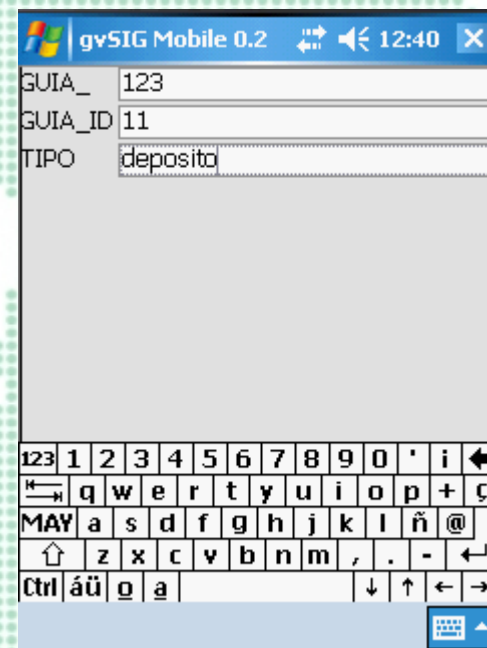 gvSIG Mobile 0.2 12:40
GUIA_ 123
GUIA_ID 11
TIPO deposito
123 1 2 3 4 5 6 7 8 9 0 ' i
q w e r t y u i o p + ç
MAY a s d f g h j k l ñ @
z x c v b n m , . -
Ctrl áü o a